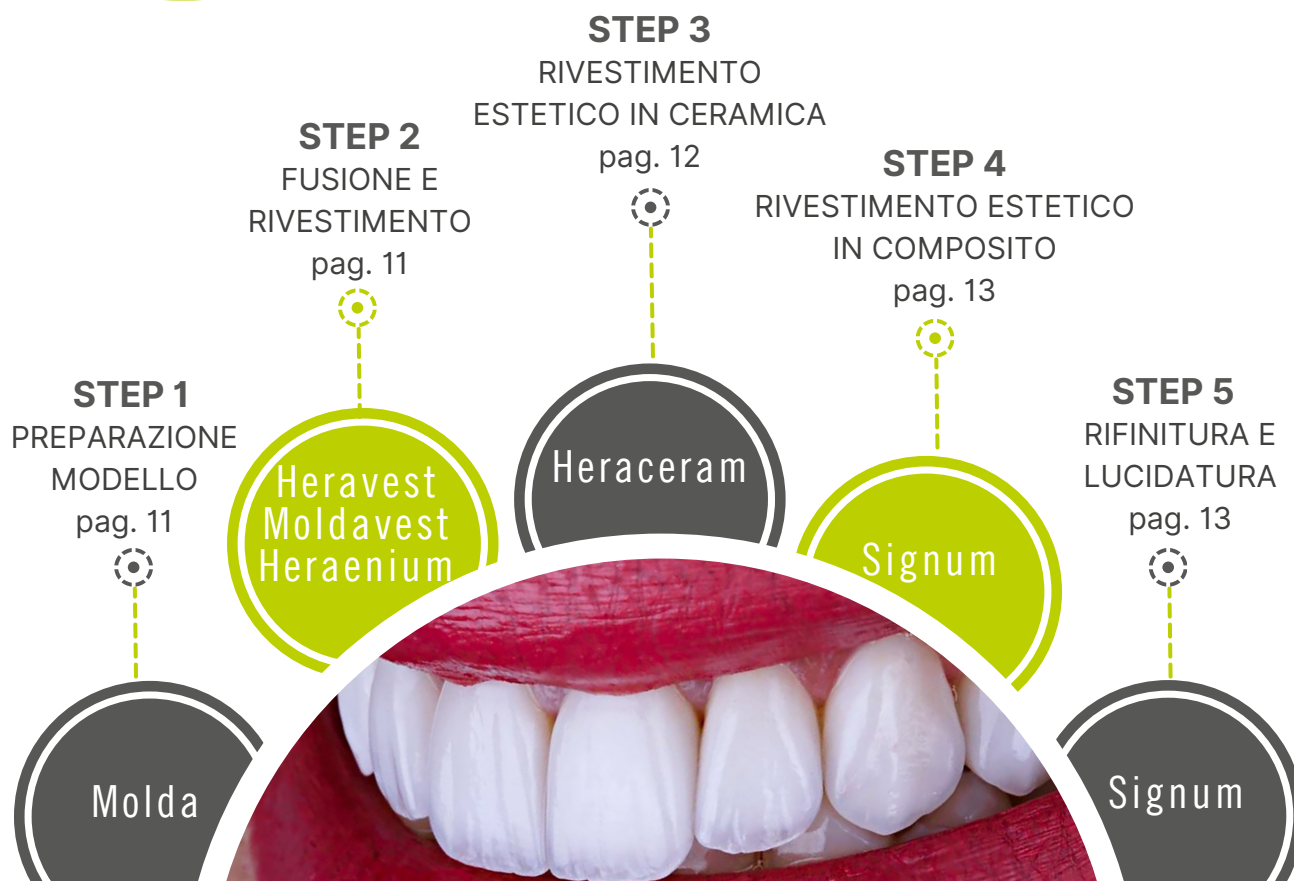 STEP 1
PREPARAZIONE
MODELLO
pag. 11
Molda
STEP 2
FUSIONE E
RIVESTIMENTO
pag. 11
Heravest
Moldavest
Heraenium
STEP 3
RIVESTIMENTO
ESTETICO IN CERAMICA
pag. 12
Heraceram
STEP 4
RIVESTIMENTO ESTETICO
IN COMPOSITO
pag. 13
Signum
STEP 5
RIFINITURA E
LUCIDATURA
pag. 13
Signum